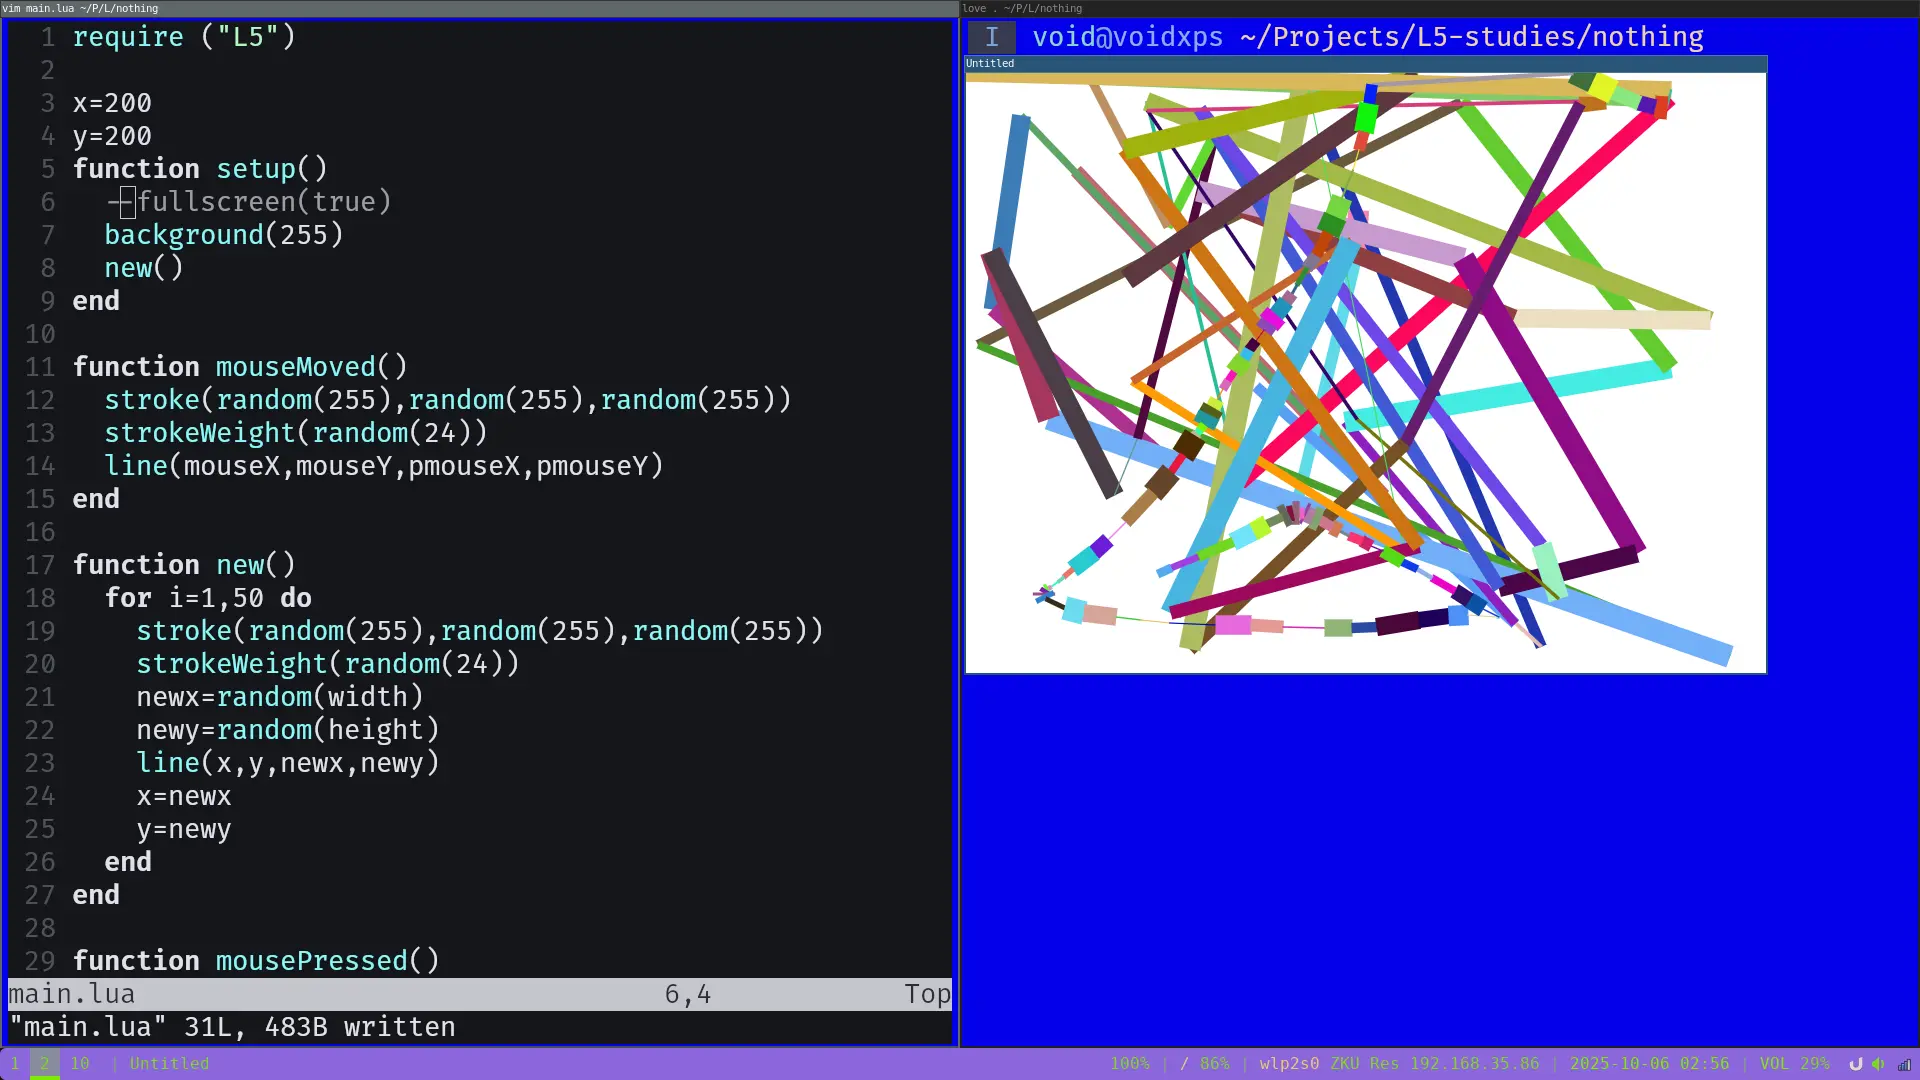 vim main.lua ~/P/L/nothing
1 require ("L5")
2
3 x=200
4 y=200
5 function setup()
6   --fullscreen(true)
7   background(255)
8   new()
9 end
10
11 function mouseMoved()
12   stroke(random(255),random(255),random(255))
13   strokeWeight(random(24))
14   line(mouseX,mouseY,pmouseX,pmouseY)
15 end
16
17 function new()
18   for i=1,50 do
19     stroke(random(255),random(255),random(255))
20     strokeWeight(random(24))
21     newx=random(width)
22     newy=random(height)
23     line(x,y,newx,newy)
24     x=newx
25     y=newy
26   end
27 end
28
29 function mousePressed()
main.lua 6,4 Top
"main.lua" 31L, 483B written
love . ~/P/L/nothing
I void@voidxps ~/Projects/L5-studies/nothing
Untitled
1 2 10 | Untitled
100% | / 86% | wlp2s0 ZKU Res 192.168.35.86 | 2025-10-06 02:56 | VOL 29%